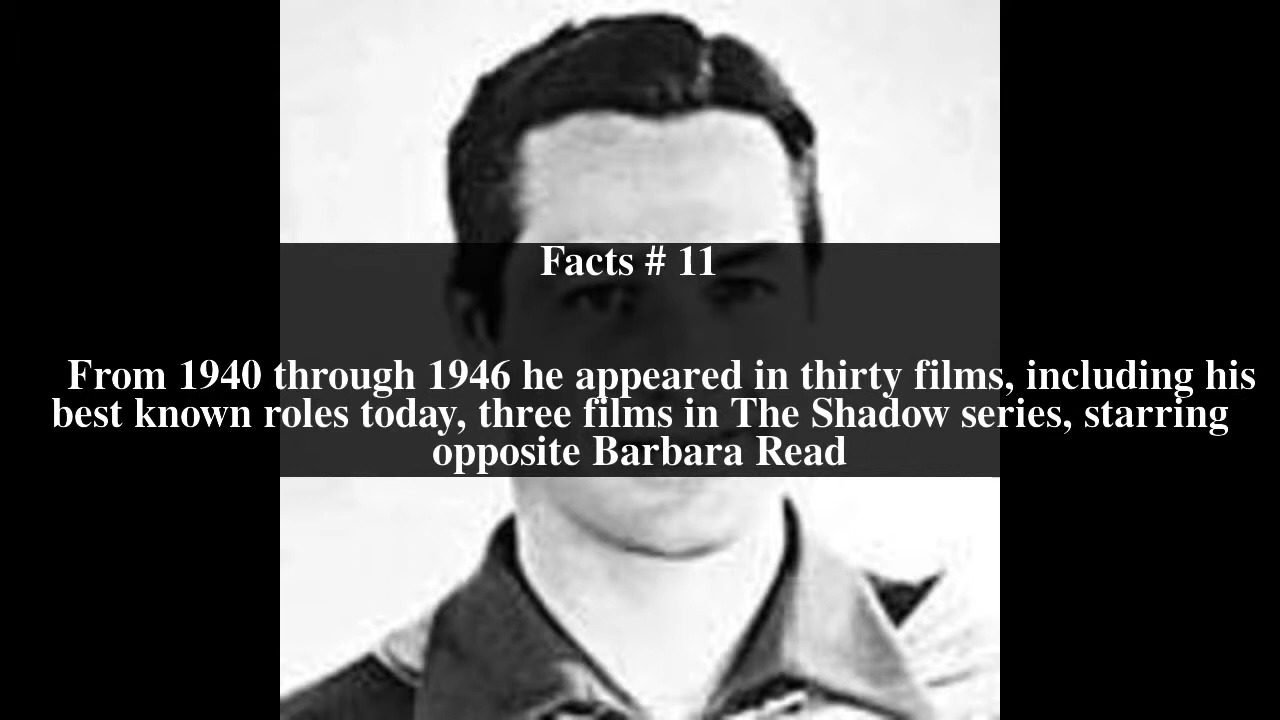 Facts # 11
From 1940 through 1946 he appeared in thirty films, including his
best known roles today, three films in The Shadow series, starring
opposite Barbara Read